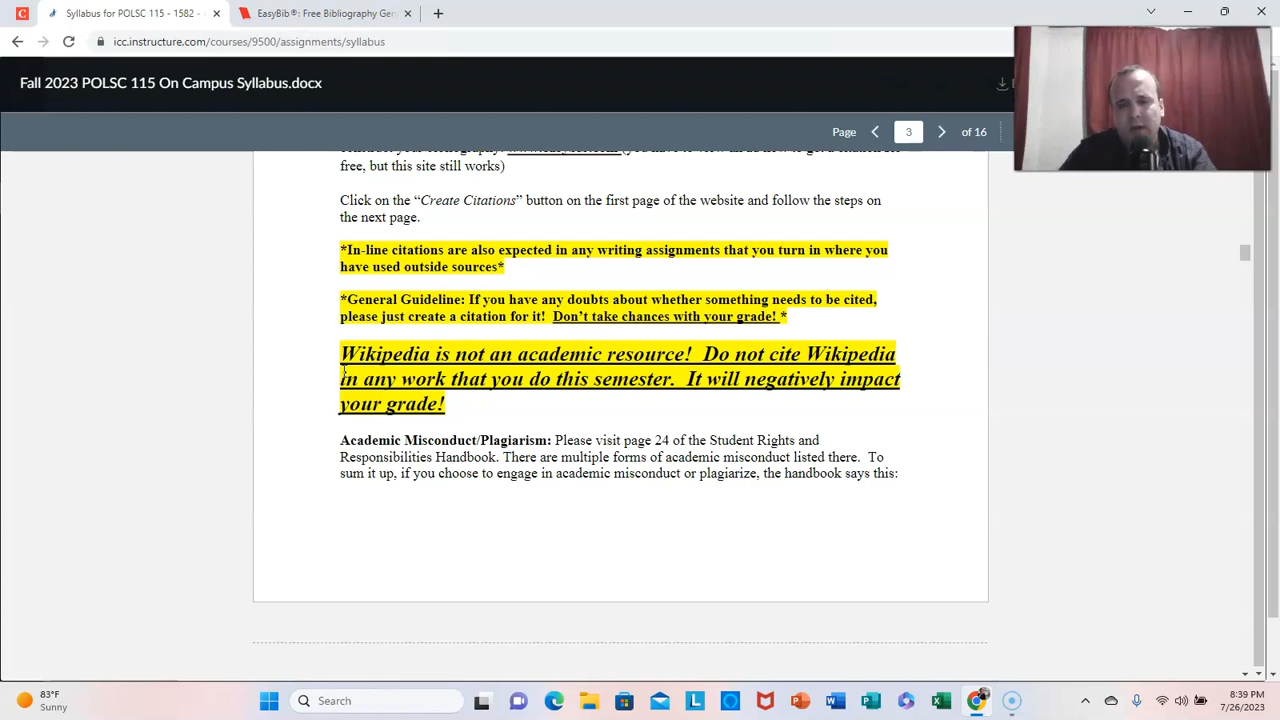 Syllabus for POLSC 115 - 1582 -
EasyBib®: Free Bibliography Gen
icc.instructure.com/courses/9500/assignments/syllabus
Fall 2023 POLSC 115 On Campus Syllabus.docx
Page 3 of 16
free, but this site still works)
Click on the “Create Citations” button on the first page of the website and follow the steps on
the next page.
*In-line citations are also expected in any writing assignments that you turn in where you
have used outside sources*
*General Guideline: If you have any doubts about whether something needs to be cited,
please just create a citation for it!  Don’t take chances with your grade! *
Wikipedia is not an academic resource!  Do not cite Wikipedia
in any work that you do this semester.  It will negatively impact
your grade!
Academic Misconduct/Plagiarism: Please visit page 24 of the Student Rights and
Responsibilities Handbook. There are multiple forms of academic misconduct listed there.  To
sum it up, if you choose to engage in academic misconduct or plagiarize, the handbook says this:
83°F
Sunny
Search
8:39 PM
7/26/2023